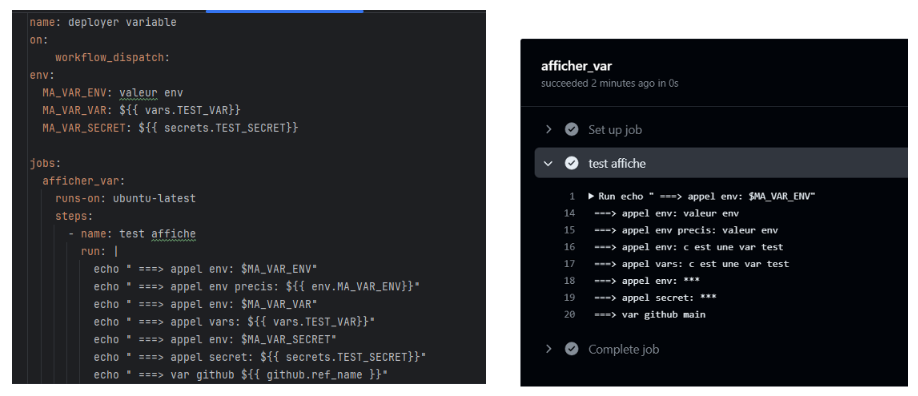 name: deployer variable
on:
workflow_dispatch:
env:
MA_VAR_ENV: valeur env
MA_VAR_VAR: ${{ vars.TEST_VAR}}
MA_VAR_SECRET: ${{ secrets.TEST_SECRET}}
jobs:
afficher_var:
runs-on: ubuntu-latest
steps:
- name: test affiche
run: |
echo " ===> appel env: $MA_VAR_ENV"
echo " ===> appel env precis: ${{ env.MA_VAR_ENV}}"
echo " ===> appel env: $MA_VAR_VAR"
echo " ===> appel vars: ${{ vars.TEST_VAR}}"
echo " ===> appel env: $MA_VAR_SECRET"
echo " ===> appel secret: ${{ secrets.TEST_SECRET}}"
echo " ===> var github ${{ github.ref_name }}"
afficher_var
succeeded 2 minutes ago in 0s
Set up job
test affiche
1 ▶ Run echo " ===> appel env: $MA_VAR_ENV"
14 ===> appel env: valeur env
15 ===> appel env precis: valeur env
16 ===> appel env: c est une var test
17 ===> appel vars: c est une var test
18 ===> appel env: ***
19 ===> appel secret: ***
20 ===> var github main
Complete job